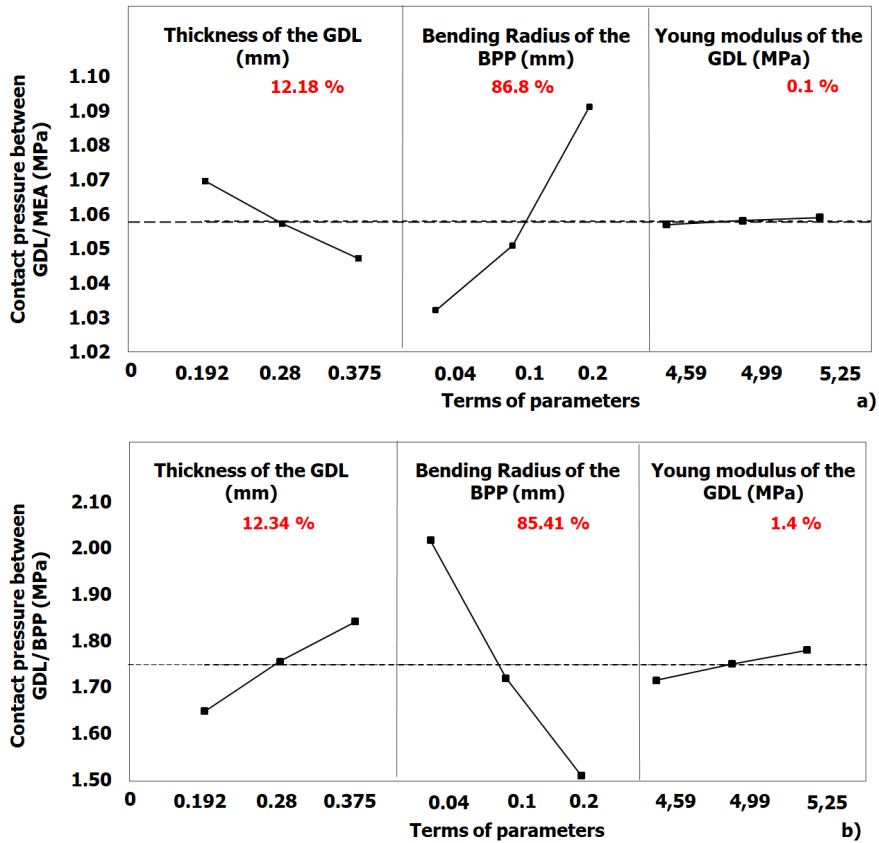 Thickness of the GDL
(mm)
12.18 %
Bending Radius of the
BPP (mm)
86.8 %
Young modulus of the
GDL (MPa)
0.1 %
Contact pressure between
GDL/MEA (MPa)
1.10
1.09
1.08
1.07
1.06
1.05
1.04
1.03
1.02
0 0.192 0.28 0.375 0.04 0.1 0.2 4,59 4,99 5,25
Terms of parameters
a)
Thickness of the GDL
(mm)
12.34 %
Bending Radius of the
BPP (mm)
85.41 %
Young modulus of the
GDL (MPa)
1.4 %
Contact pressure between
GDL/BPP (MPa)
2.10
2.00
1.90
1.80
1.70
1.60
1.50
0 0.192 0.28 0.375 0.04 0.1 0.2 4,59 4,99 5,25
Terms of parameters
b)